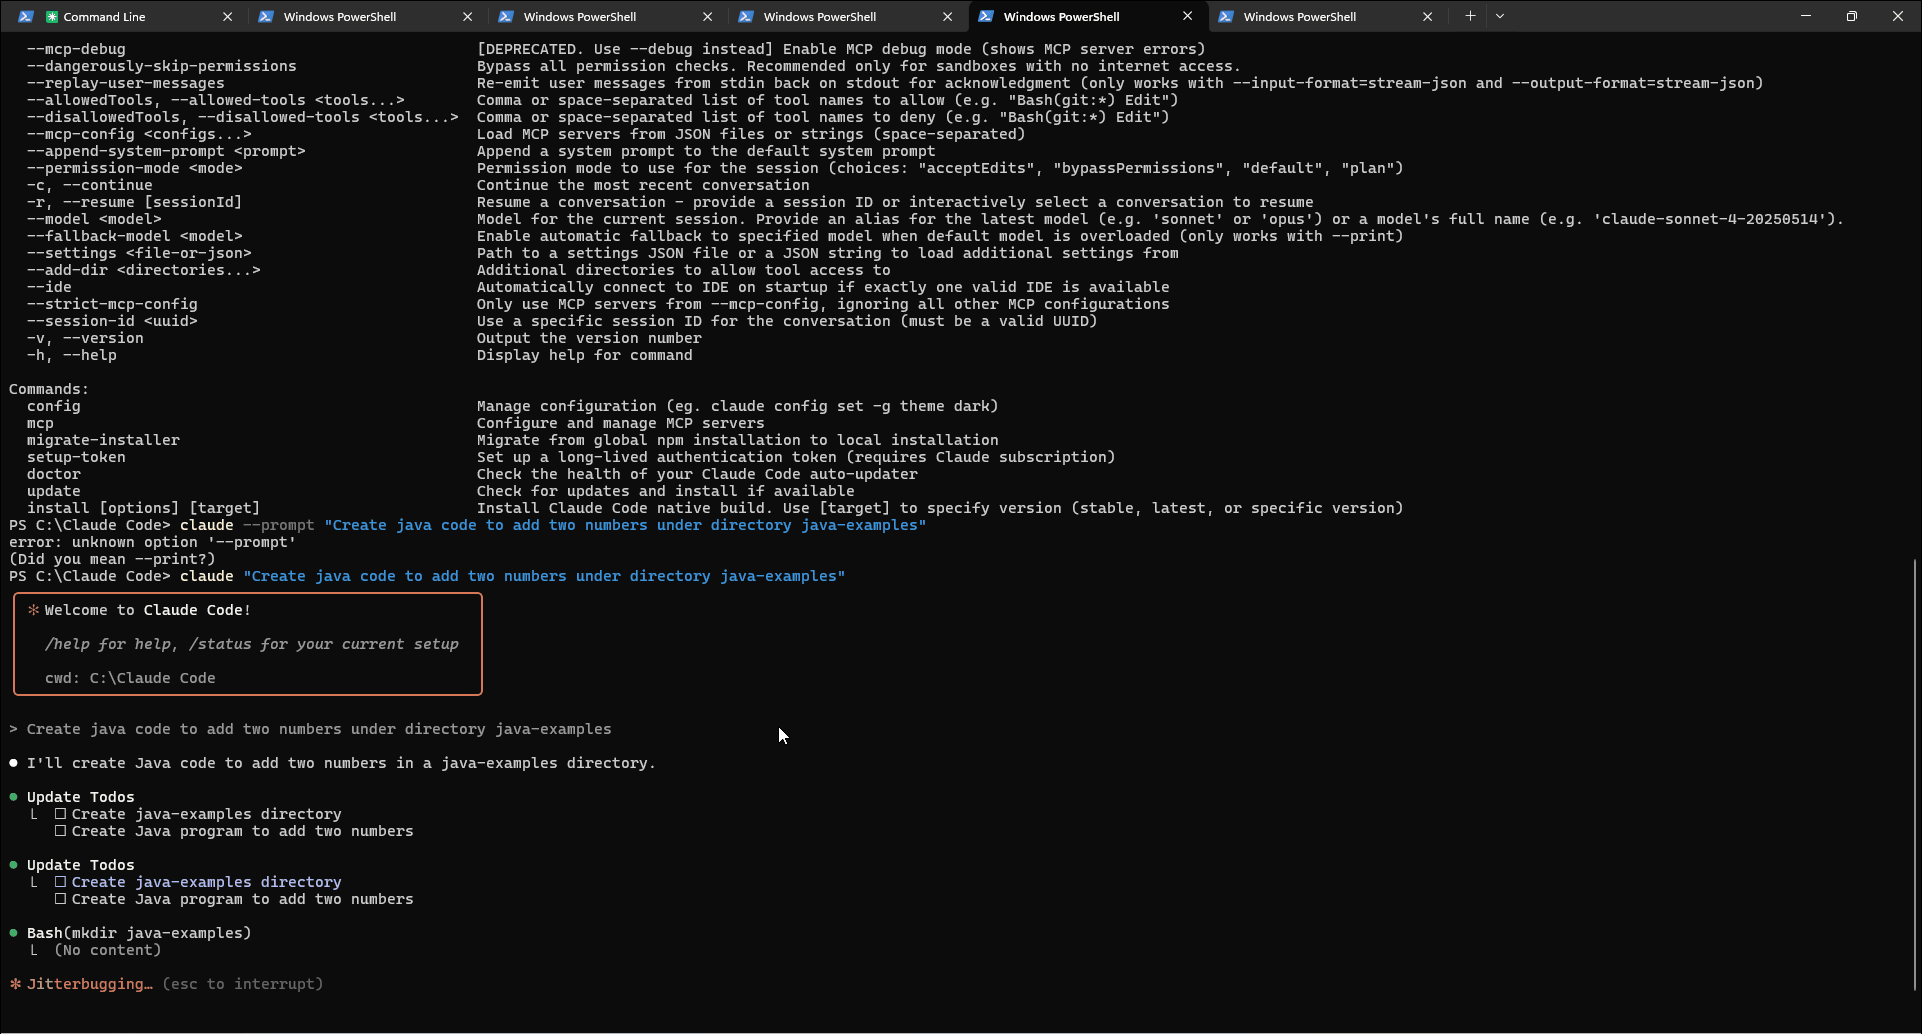 Command Line
Windows PowerShell
Windows PowerShell
Windows PowerShell
Windows PowerShell
Windows PowerShell
--mcp-debug [DEPRECATED. Use --debug instead] Enable MCP debug mode (shows MCP server errors)
--dangerously-skip-permissions Bypass all permission checks. Recommended only for sandboxes with no internet access.
--replay-user-messages Re-emit user messages from stdin back on stdout for acknowledgment (only works with --input-format=stream-json and --output-format=stream-json)
--allowedTools, --allowed-tools <tools...> Comma or space-separated list of tool names to allow (e.g. "Bash(git:*) Edit")
--disallowedTools, --disallowed-tools <tools...> Comma or space-separated list of tool names to deny (e.g. "Bash(git:*) Edit")
--mcp-config <configs...> Load MCP servers from JSON files or strings (space-separated)
--append-system-prompt <prompt> Append a system prompt to the default system prompt
--permission-mode <mode> Permission mode to use for the session (choices: "acceptEdits", "bypassPermissions", "default", "plan")
-c, --continue Continue the most recent conversation
-r, --resume [sessionId] Resume a conversation - provide a session ID or interactively select a conversation to resume
--model <model> Model for the current session. Provide an alias for the latest model (e.g. 'sonnet' or 'opus') or a model's full name (e.g. 'claude-sonnet-4-20250514').
--fallback-model <model> Enable automatic fallback to specified model when default model is overloaded (only works with --print)
--settings <file-or-json> Path to a settings JSON file or a JSON string to load additional settings from
--add-dir <directories...> Additional directories to allow tool access to
--ide Automatically connect to IDE on startup if exactly one valid IDE is available
--strict-mcp-config Only use MCP servers from --mcp-config, ignoring all other MCP configurations
--session-id <uuid> Use a specific session ID for the conversation (must be a valid UUID)
-v, --version Output the version number
-h, --help Display help for command
Commands:
config Manage configuration (eg. claude config set -g theme dark)
mcp Configure and manage MCP servers
migrate-installer Migrate from global npm installation to local installation
setup-token Set up a long-lived authentication token (requires Claude subscription)
doctor Check the health of your Claude Code auto-updater
update Check for updates and install if available
install [options] [target] Install Claude Code native build. Use [target] to specify version (stable, latest, or specific version)
PS C:\Claude Code> claude --prompt "Create java code to add two numbers under directory java-examples"
error: unknown option '--prompt'
(Did you mean --print?)
PS C:\Claude Code> claude "Create java code to add two numbers under directory java-examples"
✻ Welcome to Claude Code!
/help for help, /status for your current setup
cwd: C:\Claude Code
> Create java code to add two numbers under directory java-examples
● I'll create Java code to add two numbers in a java-examples directory.
● Update Todos
└ ☐ Create java-examples directory
☐ Create Java program to add two numbers
● Update Todos
└ ☐ Create java-examples directory
☐ Create Java program to add two numbers
● Bash(mkdir java-examples)
└ (No content)
✻ Jitterbugging… (esc to interrupt)